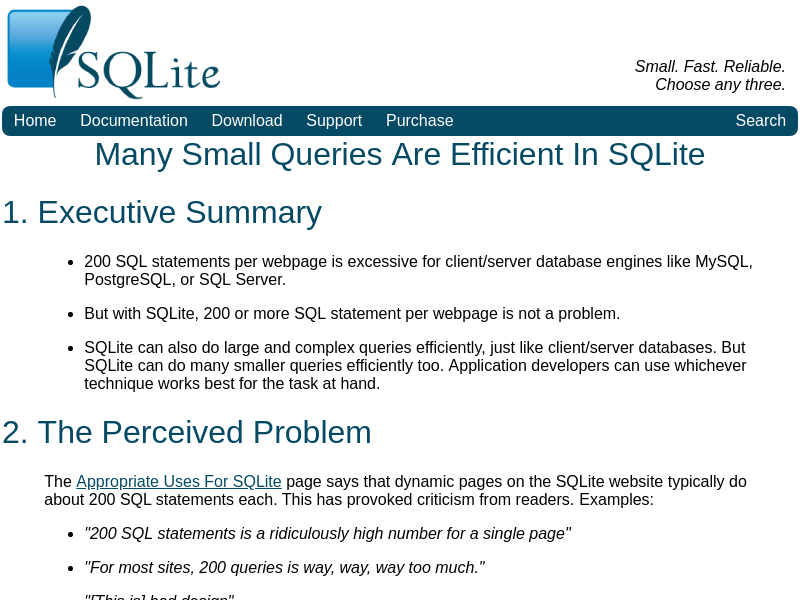 SQLite
Small. Fast. Reliable.
Choose any three.
Home Documentation Download Support Purchase Search
Many Small Queries Are Efficient In SQLite
1. Executive Summary
200 SQL statements per webpage is excessive for client/server database engines like MySQL,
PostgreSQL, or SQL Server.
But with SQLite, 200 or more SQL statement per webpage is not a problem.
SQLite can also do large and complex queries efficiently, just like client/server databases. But
SQLite can do many smaller queries efficiently too. Application developers can use whichever
technique works best for the task at hand.
2. The Perceived Problem
The Appropriate Uses For SQLite page says that dynamic pages on the SQLite website typically do
about 200 SQL statements each. This has provoked criticism from readers. Examples:
"200 SQL statements is a ridiculously high number for a single page"
"For most sites, 200 queries is way, way, way too much."
"[This is] bad design"